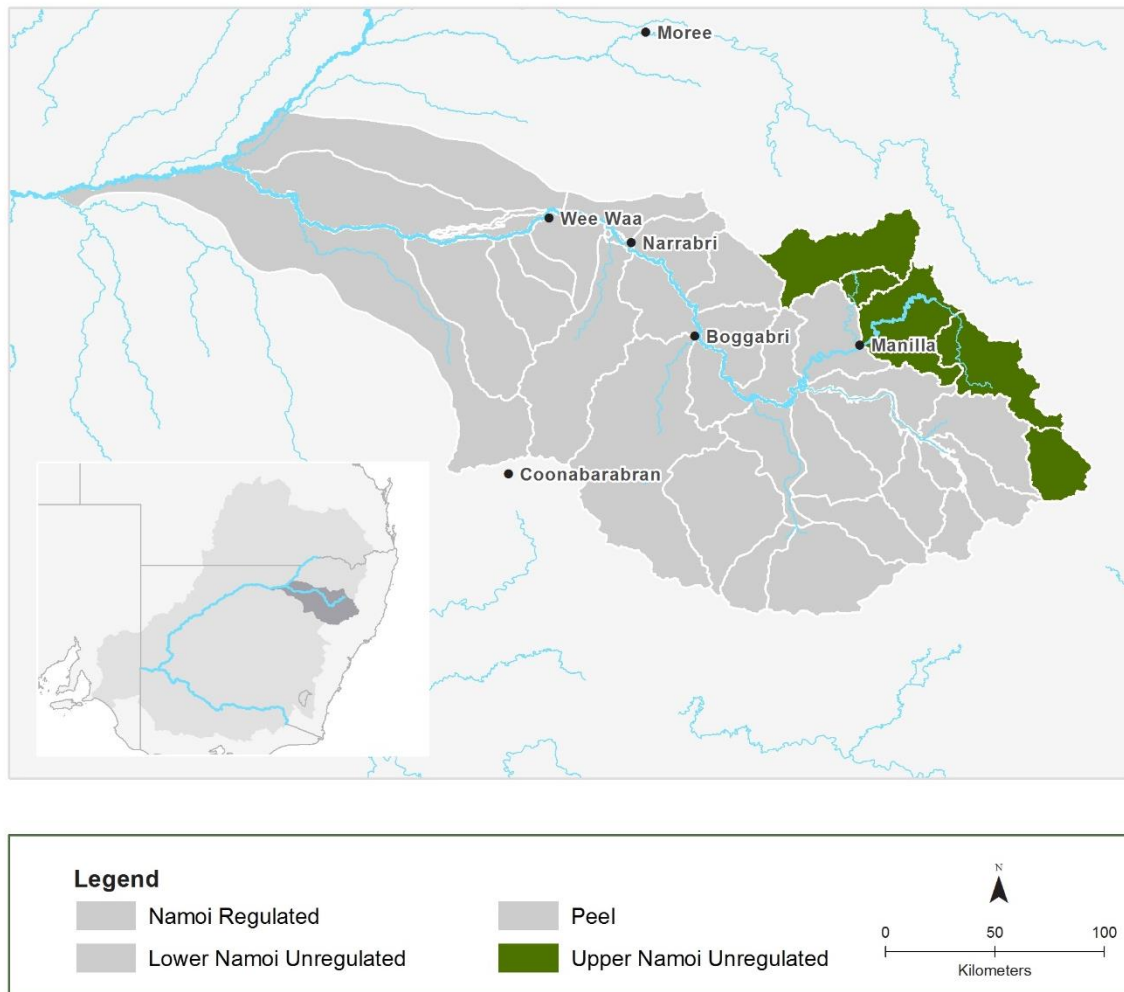 Moree
Wee Waa
Narrabri
Boggabri
Manilla
Coonabarabran
Legend
Namoi Regulated
Peel
Lower Namoi Unregulated
Upper Namoi Unregulated
N
0 50 100
Kilometers